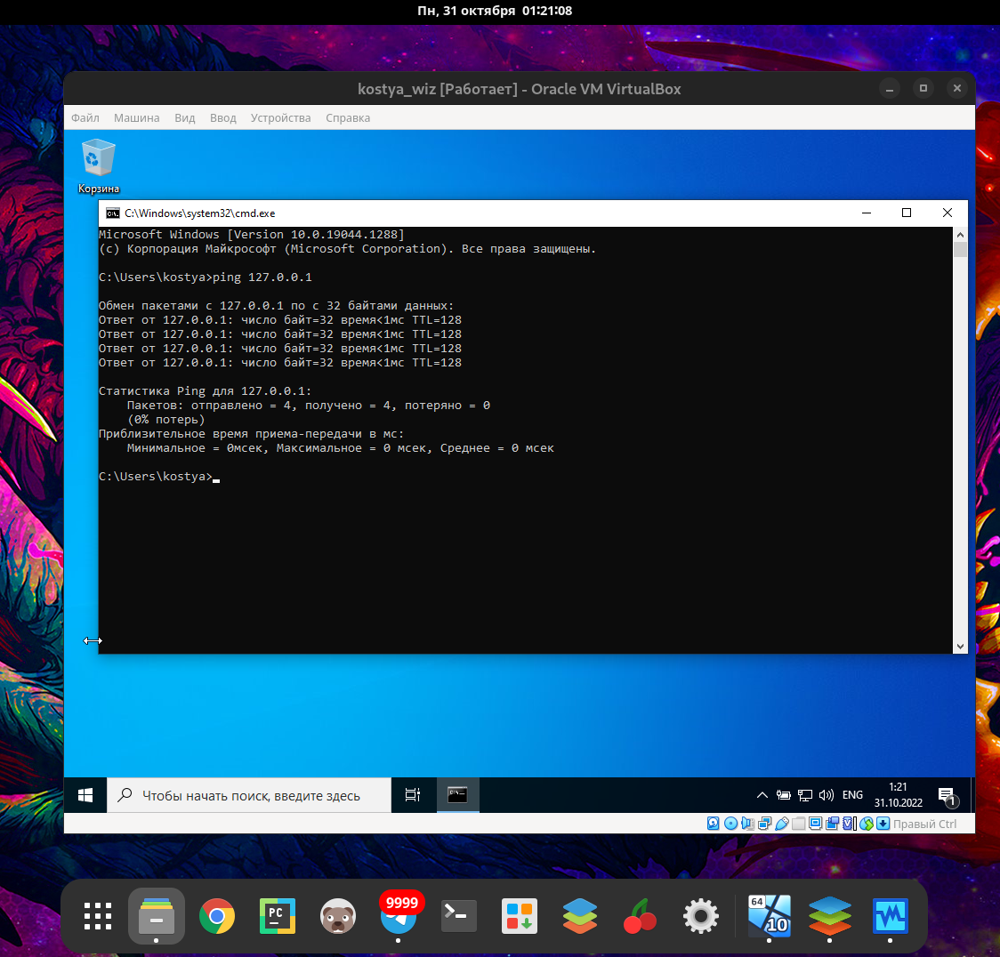 Пн, 31 октября 01:21:08
kostya_wiz [Работает] - Oracle VM VirtualBox
Файл Машина Вид Ввод Устройства Справка
Корзина
C:\Windows\system32\cmd.exe
Microsoft Windows [Version 10.0.19044.1288]
(c) Корпорация Майкрософт (Microsoft Corporation). Все права защищены.
C:\Users\kostya>ping 127.0.0.1
Обмен пакетами с 127.0.0.1 по с 32 байтами данных:
Ответ от 127.0.0.1: число байт=32 время<1мс TTL=128
Ответ от 127.0.0.1: число байт=32 время<1мс TTL=128
Ответ от 127.0.0.1: число байт=32 время<1мс TTL=128
Ответ от 127.0.0.1: число байт=32 время<1мс TTL=128
Статистика Ping для 127.0.0.1:
Пакетов: отправлено = 4, получено = 4, потеряно = 0
(0% потерь)
Приблизительное время приема-передачи в мс:
Минимальное = 0мсек, Максимальное = 0 мсек, Среднее = 0 мсек
C:\Users\kostya>
Чтобы начать поиск, введите здесь
ENG
1:21
31.10.2022
1
Правый Ctrl
9999
PC
64
10